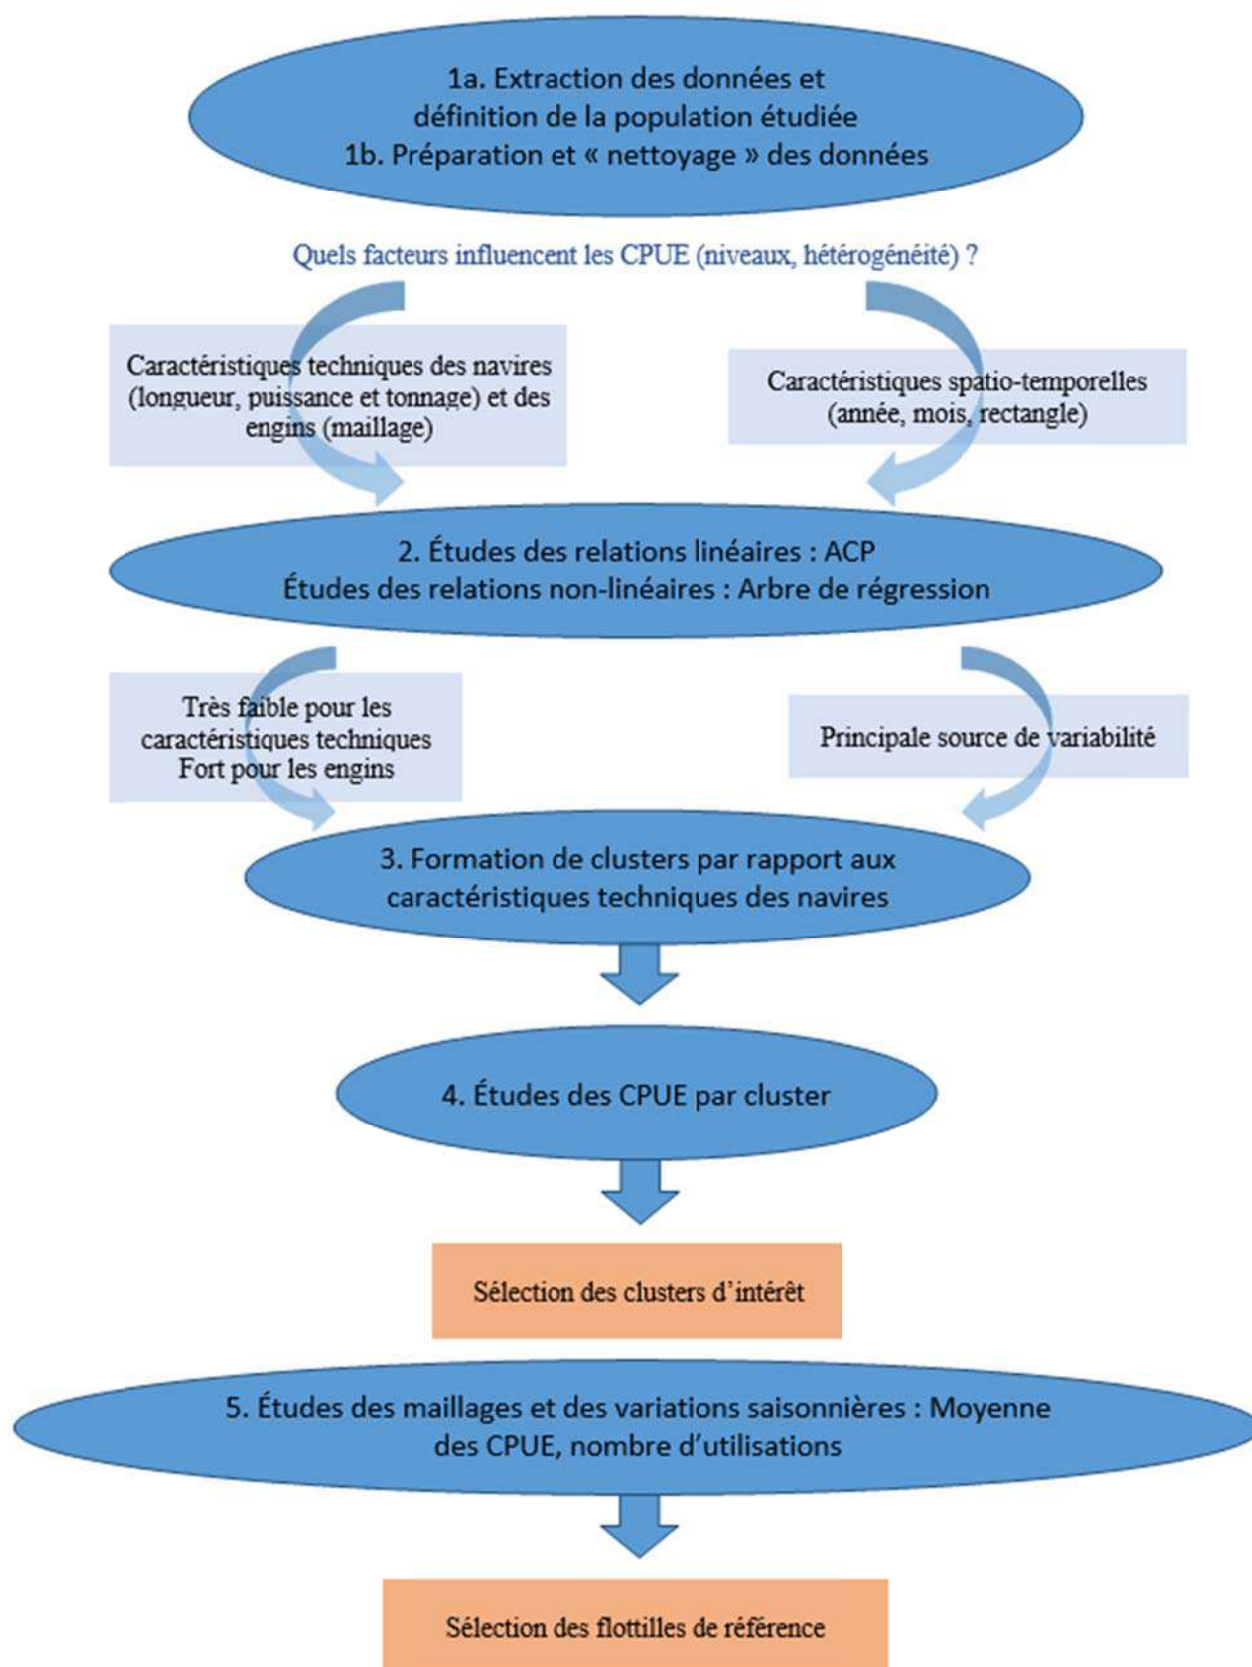 1a. Extraction des données et
définition de la population étudiée
1b. Préparation et « nettoyage » des données
Quels facteurs influencent les CPUE (niveaux, hétérogénéité) ?
Caractéristiques techniques des navires
(longueur, puissance et tonnage) et des
engins (maillage)
Caractéristiques spatio-temporelles
(année, mois, rectangle)
2. Études des relations linéaires : ACP
Études des relations non-linéaires : Arbre de régression
Très faible pour les
caractéristiques techniques
Fort pour les engins
Principale source de variabilité
3. Formation de clusters par rapport aux
caractéristiques techniques des navires
4. Études des CPUE par cluster
Sélection des clusters d’intérêt
5. Études des maillages et des variations saisonnières : Moyenne
des CPUE, nombre d’utilisations
Sélection des flottilles de référence